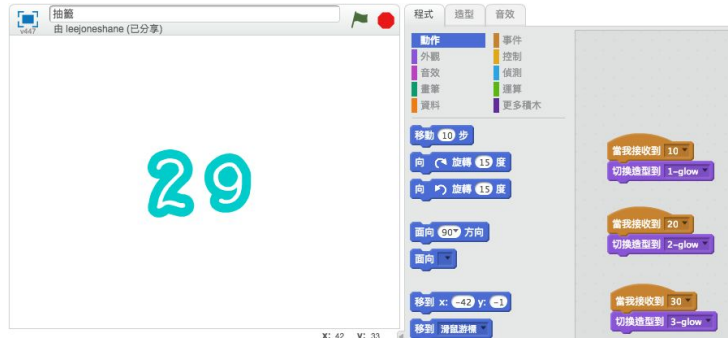 抽籤
v447
由 leejoneshane (已分享)
29
X: 42 y: 33
程式 造型 音效
動作 事件
外觀 控制
音效 偵測
畫筆 運算
資料 更多積木
移動 10 步
向 旋轉 15 度
向 旋轉 15 度
面向 90 方向
面向
移到 x: -42 y: -1
移到 滑鼠游標
當我接收到 10
切換造型到 1-glow
當我接收到 20
切換造型到 2-glow
當我接收到 30
切換造型到 3-glow